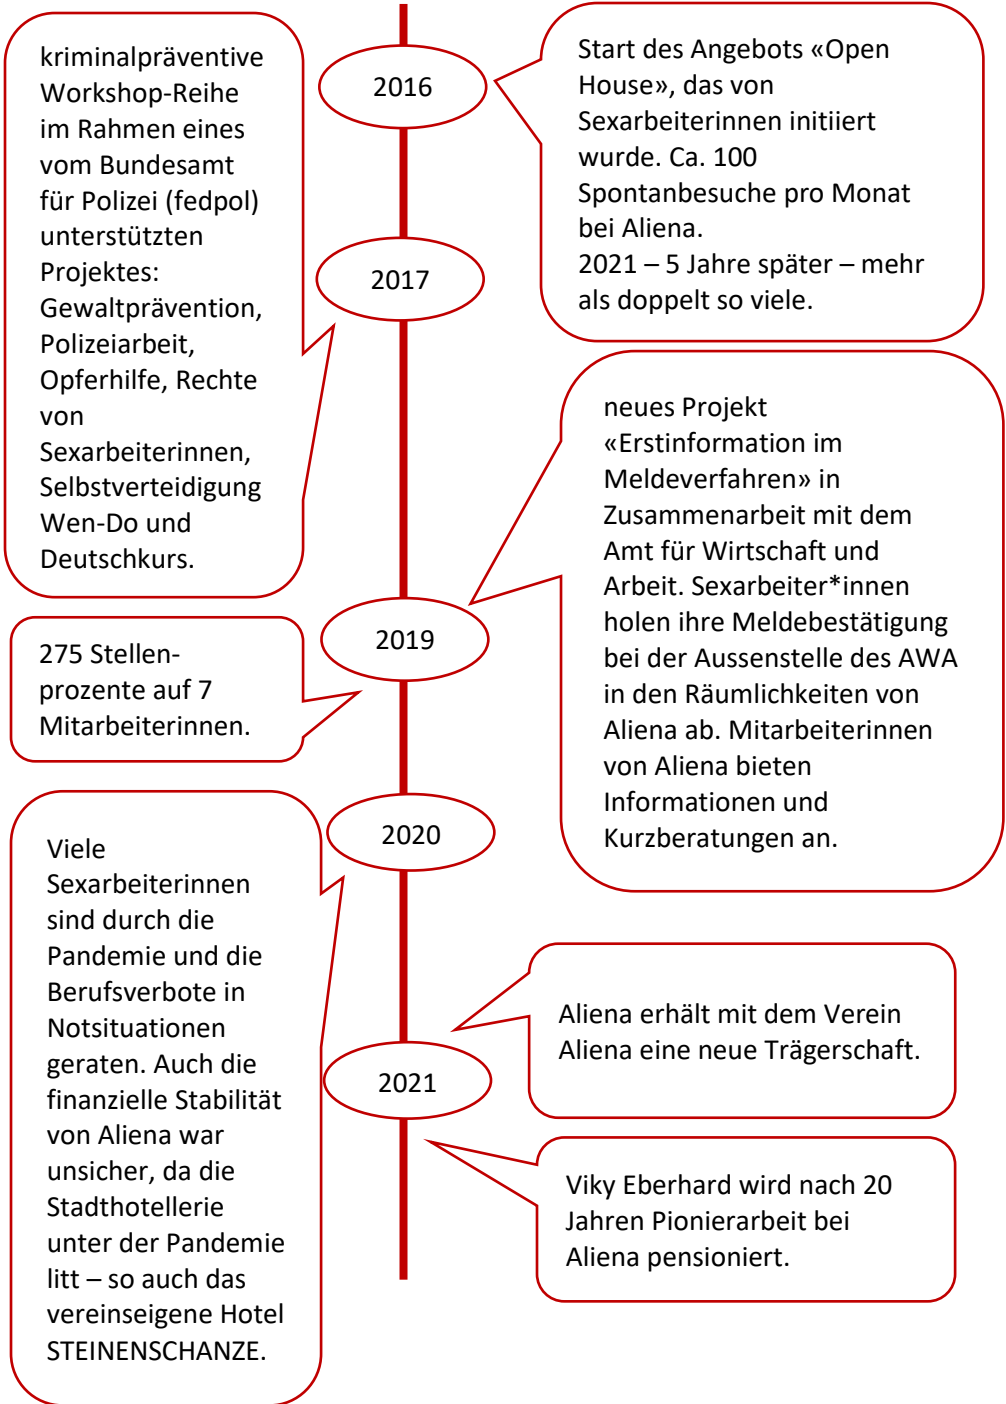 2016
Start des Angebots «Open
House», das von
Sexarbeiterinnen initiiert
wurde. Ca. 100
Spontanbesuche pro Monat
bei Aliena.
2021 – 5 Jahre später – mehr
als doppelt so viele.
kriminalpräventive
Workshop-Reihe
im Rahmen eines
vom Bundesamt
für Polizei (fedpol)
unterstützten
Projektes:
Gewaltprävention,
Polizeiarbeit,
Opferhilfe, Rechte
von
Sexarbeiterinnen,
Selbstverteidigung
Wen-Do und
Deutschkurs.
2017
neues Projekt
«Erstinformation im
Meldeverfahren» in
Zusammenarbeit mit dem
Amt für Wirtschaft und
Arbeit. Sexarbeiter*innen
holen ihre Meldebestätigung
bei der Aussenstelle des AWA
in den Räumlichkeiten von
Aliena ab. Mitarbeiterinnen
von Aliena bieten
Informationen und
Kurzberatungen an.
2019
275 Stellen-
prozente auf 7
Mitarbeiterinnen.
2020
Viele
Sexarbeiterinnen
sind durch die
Pandemie und die
Berufsverbote in
Notsituationen
geraten. Auch die
finanzielle Stabilität
von Aliena war
unsicher, da die
Stadthotellerie
unter der Pandemie
litt – so auch das
vereinseigene Hotel
STEINENSCHANZE.
2021
Aliena erhält mit dem Verein
Aliena eine neue Trägerschaft.
Viky Eberhard wird nach 20
Jahren Pionierarbeit bei
Aliena pensioniert.